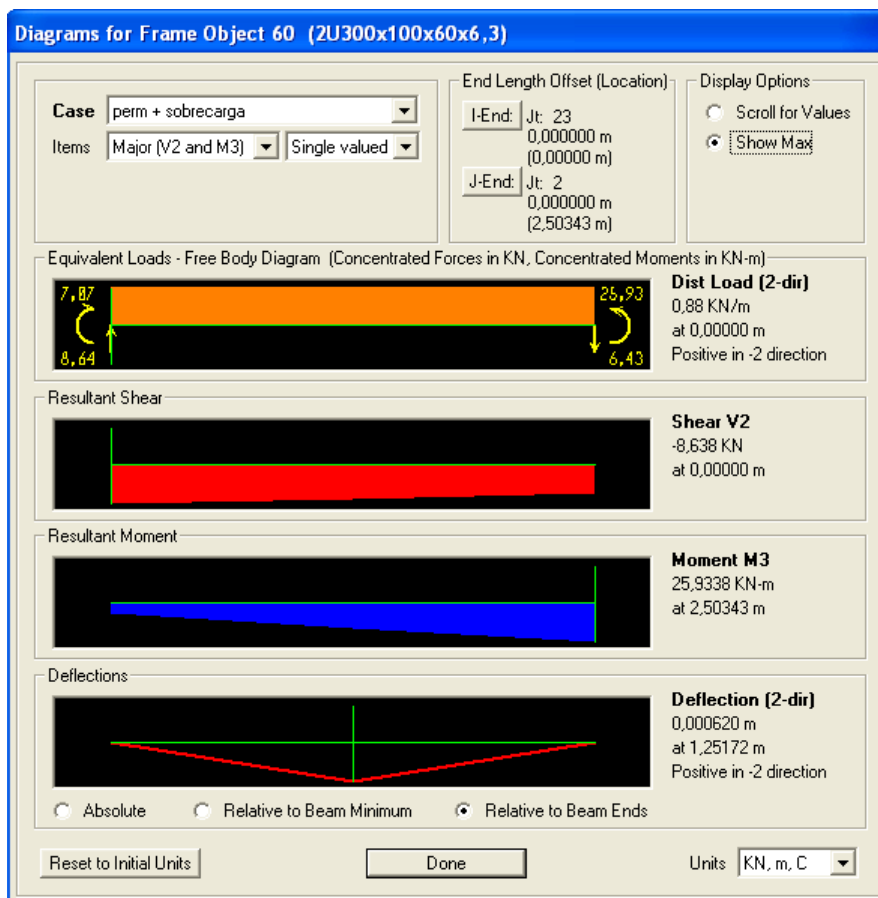 Diagrams for Frame Object 60 (2U300x100x60x6,3)
Case perm + sobrecarga
Items Major (V2 and M3) Single valued
End Length Offset (Location)
I-End: Jt: 23
0,000000 m
(0,00000 m)
J-End: Jt: 2
0,000000 m
(2,50343 m)
Display Options
Scroll for Values
Show Max
Equivalent Loads - Free Body Diagram (Concentrated Forces in KN, Concentrated Moments in KN-m)
7,07 25,93
8,64 6,43
Dist Load (2-dir)
0,88 KN/m
at 0,00000 m
Positive in -2 direction
Resultant Shear
Shear V2
-8,638 KN
at 0,00000 m
Resultant Moment
Moment M3
25,9338 KN-m
at 2,50343 m
Deflections
Deflection (2-dir)
0,000620 m
at 1,25172 m
Positive in -2 direction
Absolute Relative to Beam Minimum Relative to Beam Ends
Reset to Initial Units Done Units KN, m, C